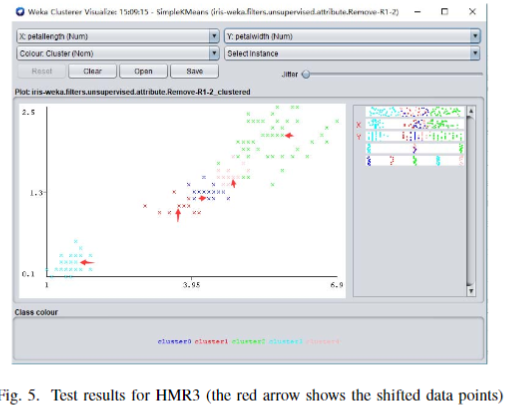 Weka Clusterer Visualize: 15:09:15 - SimpleKMeans (iris-weka.filters.unsupervised.attribute.Remove-R1-2)
X: petallength (Num)
Y: petalwidth (Num)
Colour: Cluster (Nom)
Select Instance
Reset Clear Open Save
Jitter
Plot: iris-weka.filters.unsupervised.attribute.Remove-R1-2_clustered
2.5
1.3
0.1
1 3.95 6.9
X
Y
Class colour
cluster0 cluster1 cluster2 cluster3 cluster4
Fig. 5. Test results for HMR3 (the red arrow shows the shifted data points)